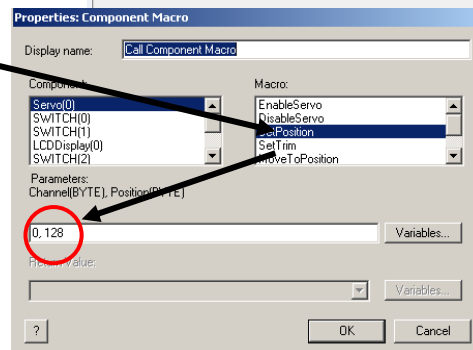 Properties: Component Macro
Display name: Call Component Macro
Component: Macro:
Servo(0)
SWITCH(0)
SWITCH(1)
LCDDisplay(0)
SWITCH(2)
EnableServo
DisableServo
SetPosition
SetTrim
MoveToPosition
Parameters:
Channel(BYTE), Position(BYTE)
0, 128
Variables...
Return Value:
Variables...
?
OK
Cancel